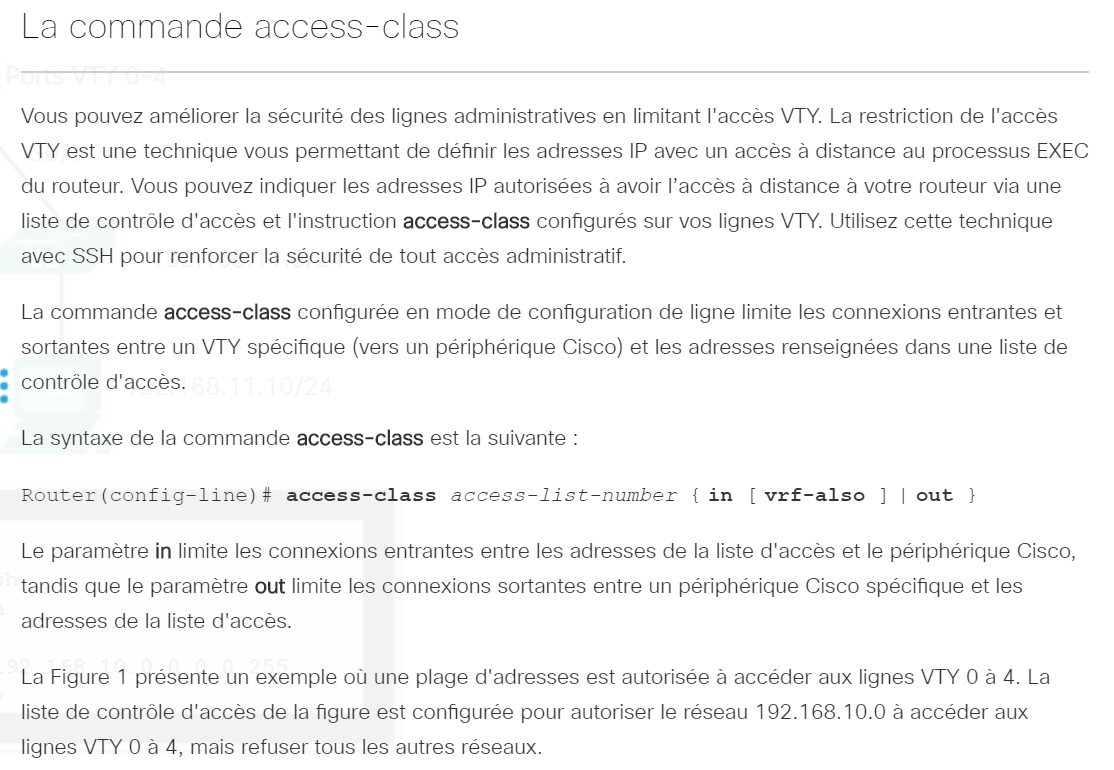 La commande access-class
Ports VTY 0-4
Vous pouvez améliorer la sécurité des lignes administratives en limitant l'accès VTY. La restriction de l'accès
VTY est une technique vous permettant de définir les adresses IP avec un accès à distance au processus EXEC
du routeur. Vous pouvez indiquer les adresses IP autorisées à avoir l’accès à distance à votre routeur via une
liste de contrôle d'accès et l'instruction access-class configurés sur vos lignes VTY. Utilisez cette technique
avec SSH pour renforcer la sécurité de tout accès administratif.
La commande access-class configurée en mode de configuration de ligne limite les connexions entrantes et
sortantes entre un VTY spécifique (vers un périphérique Cisco) et les adresses renseignées dans une liste de
contrôle d'accès.
168.11.10/24
La syntaxe de la commande access-class est la suivante :
Router(config-line)# access-class access-list-number { in [ vrf-also ] | out }
Le paramètre in limite les connexions entrantes entre les adresses de la liste d'accès et le périphérique Cisco,
tandis que le paramètre out limite les connexions sortantes entre un périphérique Cisco spécifique et les
adresses de la liste d'accès.
92.168.10.0 0.0.0.255
La Figure 1 présente un exemple où une plage d'adresses est autorisée à accéder aux lignes VTY 0 à 4. La
liste de contrôle d'accès de la figure est configurée pour autoriser le réseau 192.168.10.0 à accéder aux
lignes VTY 0 à 4, mais refuser tous les autres réseaux.